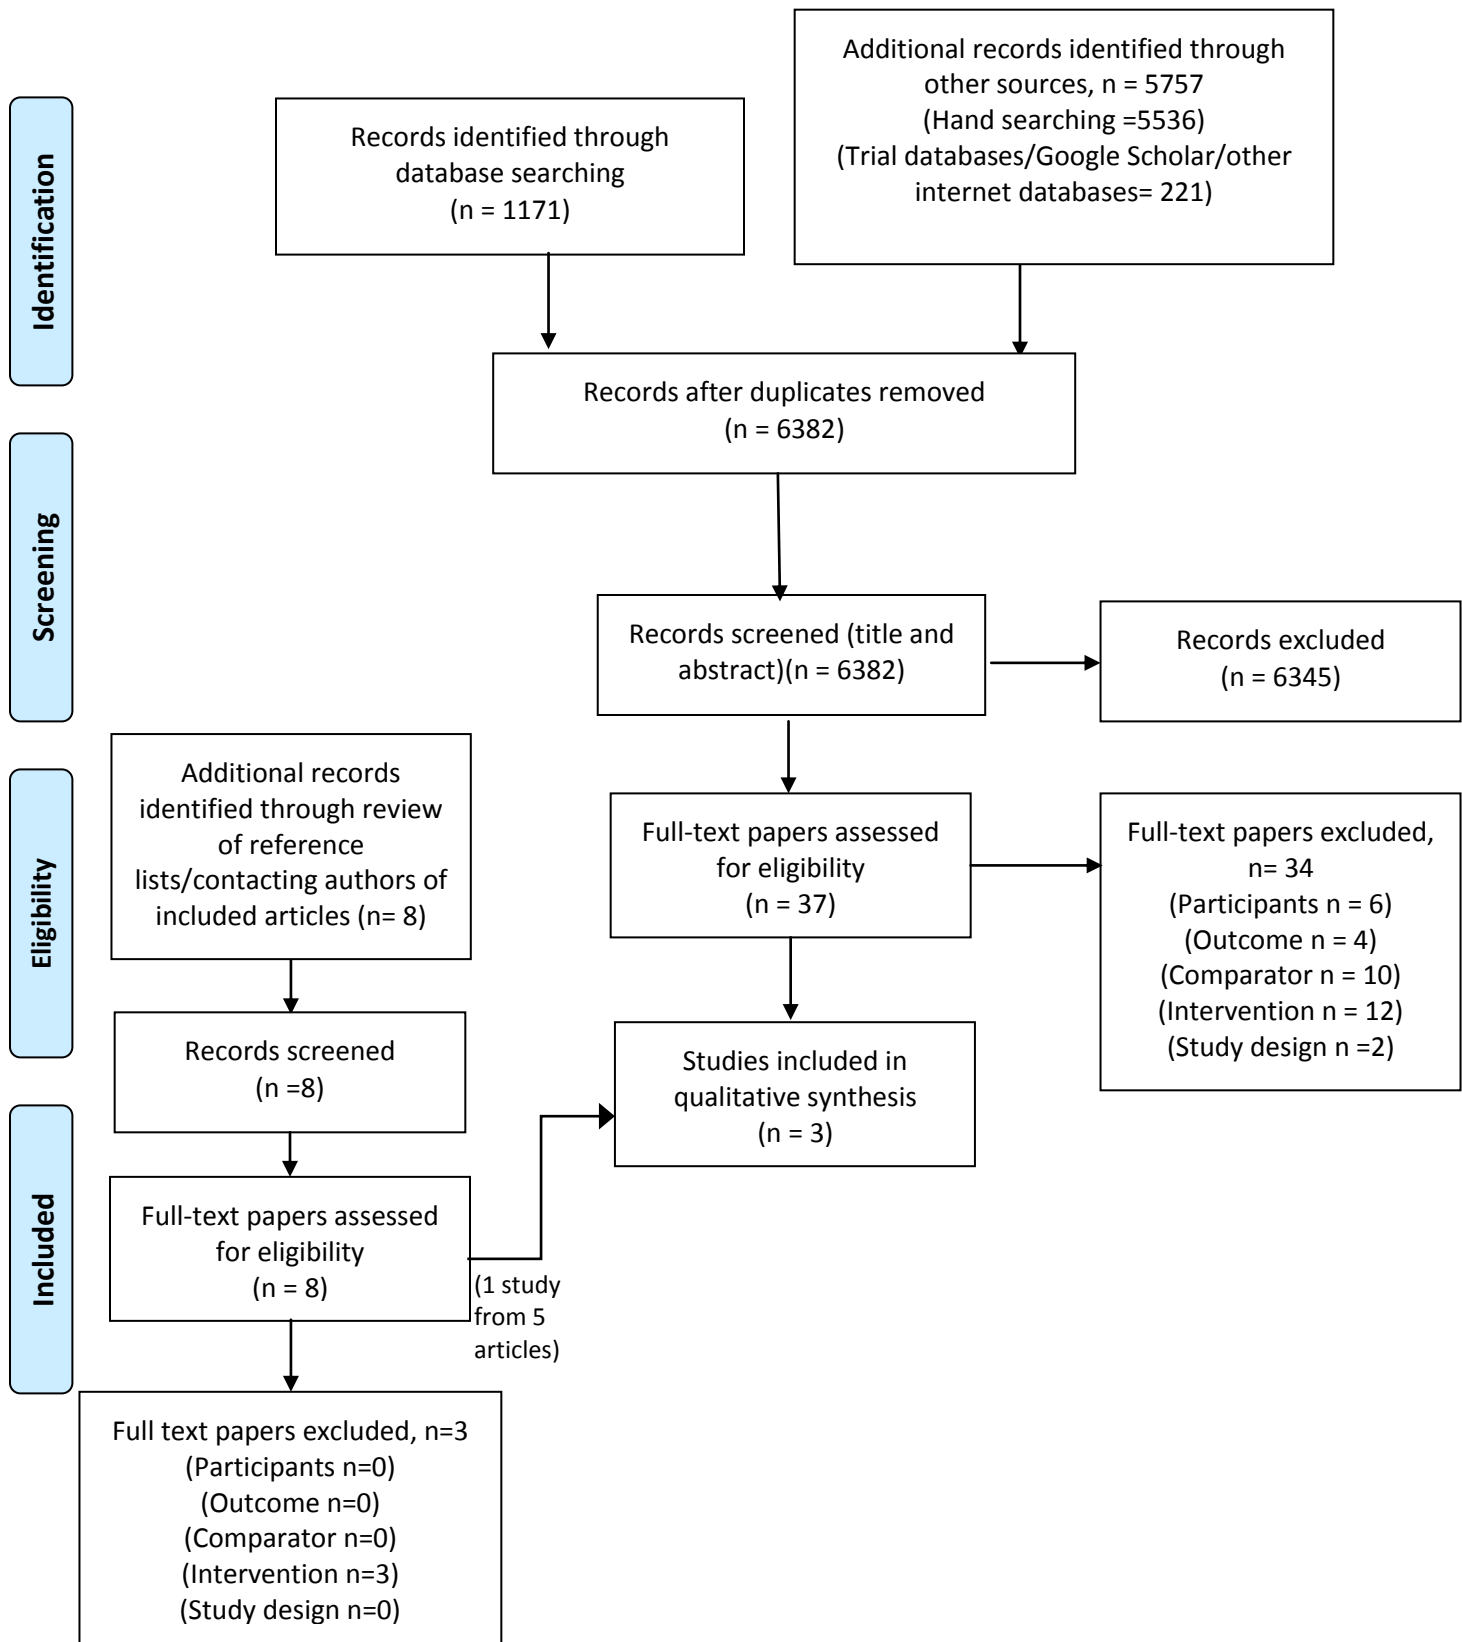 Identification
Records identified through
database searching
(n = 1171)
Additional records identified through
other sources, n = 5757
(Hand searching =5536)
(Trial databases/Google Scholar/other
internet databases= 221)
Records after duplicates removed
(n = 6382)
Screening
Records screened (title and
abstract)(n = 6382)
Records excluded
(n = 6345)
Eligibility
Additional records
identified through review
of reference
lists/contacting authors of
included articles (n= 8)
Full-text papers assessed
for eligibility
(n = 37)
Full-text papers excluded,
n= 34
(Participants n = 6)
(Outcome n = 4)
(Comparator n = 10)
(Intervention n = 12)
(Study design n =2)
Records screened
(n =8)
Studies included in
qualitative synthesis
(n = 3)
Included
Full-text papers assessed
for eligibility
(n = 8)
(1 study
from 5
articles)
Full text papers excluded, n=3
(Participants n=0)
(Outcome n=0)
(Comparator n=0)
(Intervention n=3)
(Study design n=0)